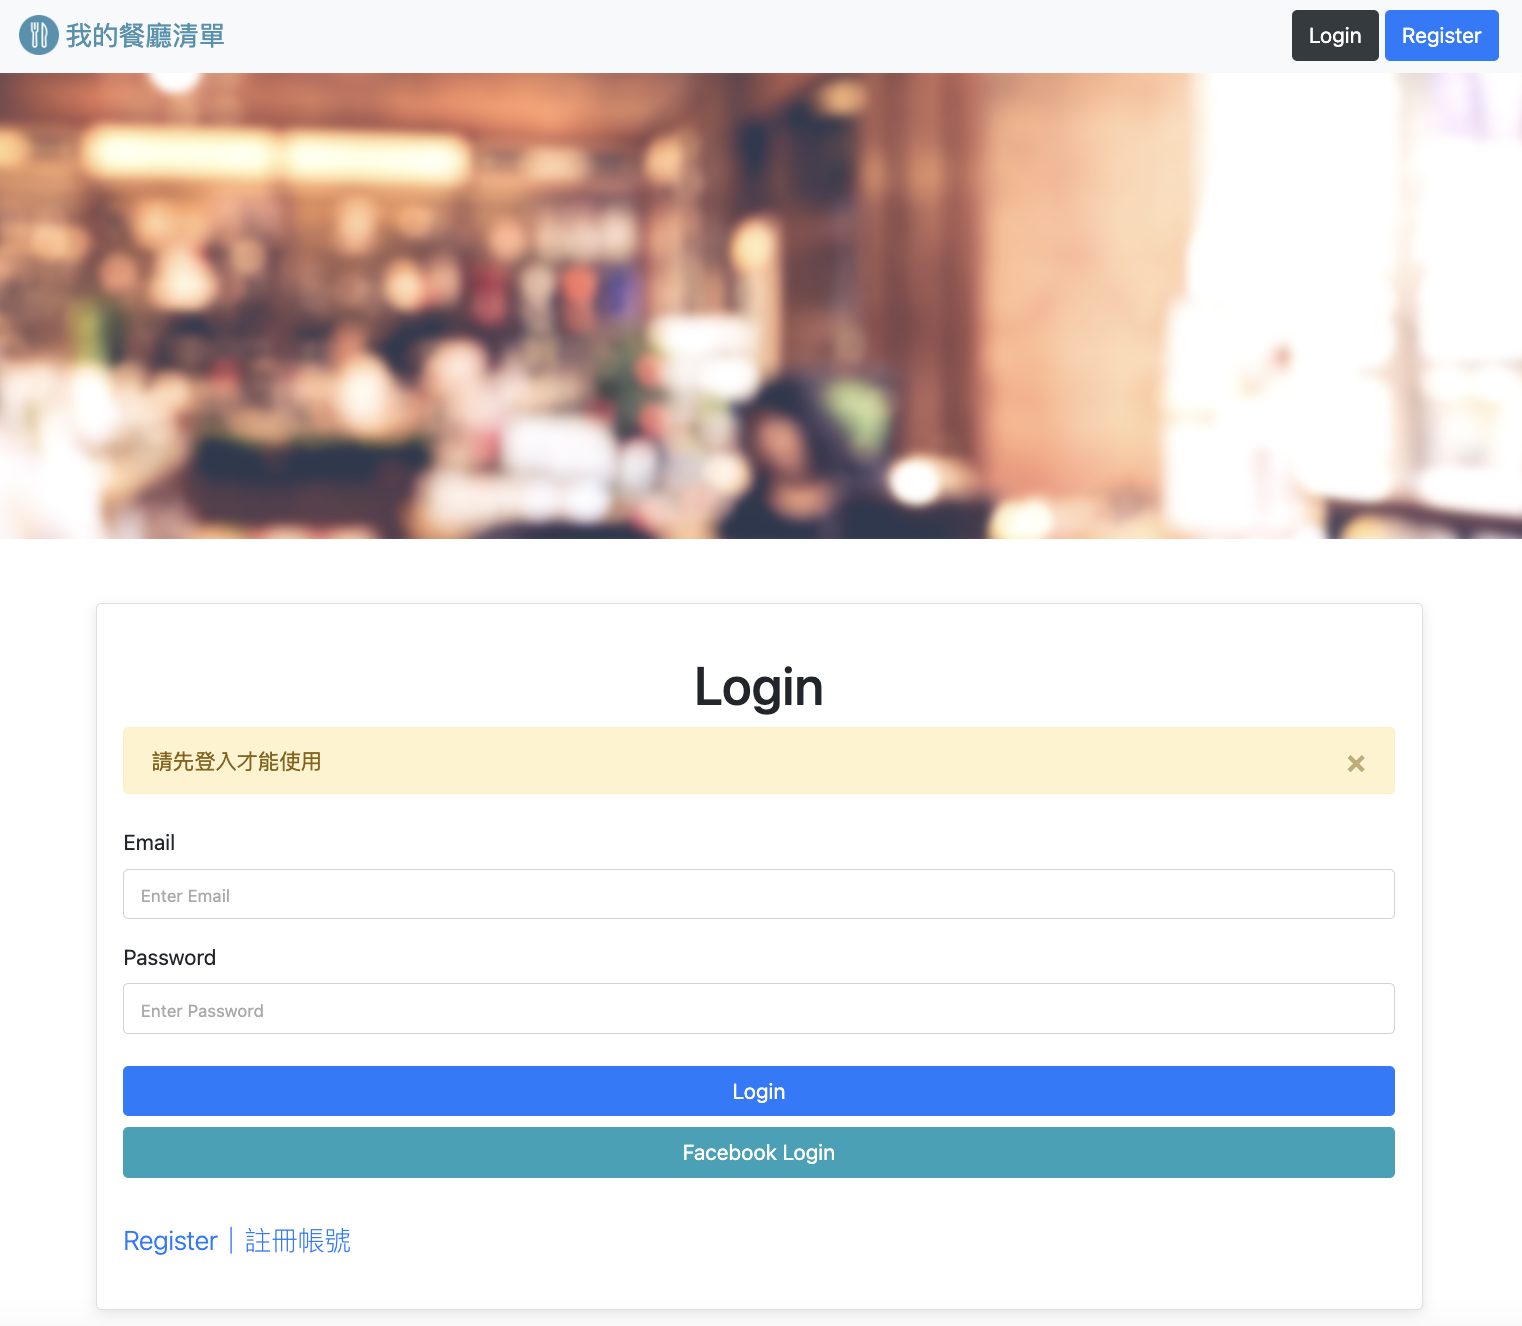 我的餐廳清單
Login
Register
Login
請先登入才能使用
×
Email
Enter Email
Password
Enter Password
Login
Facebook Login
Register｜註冊帳號